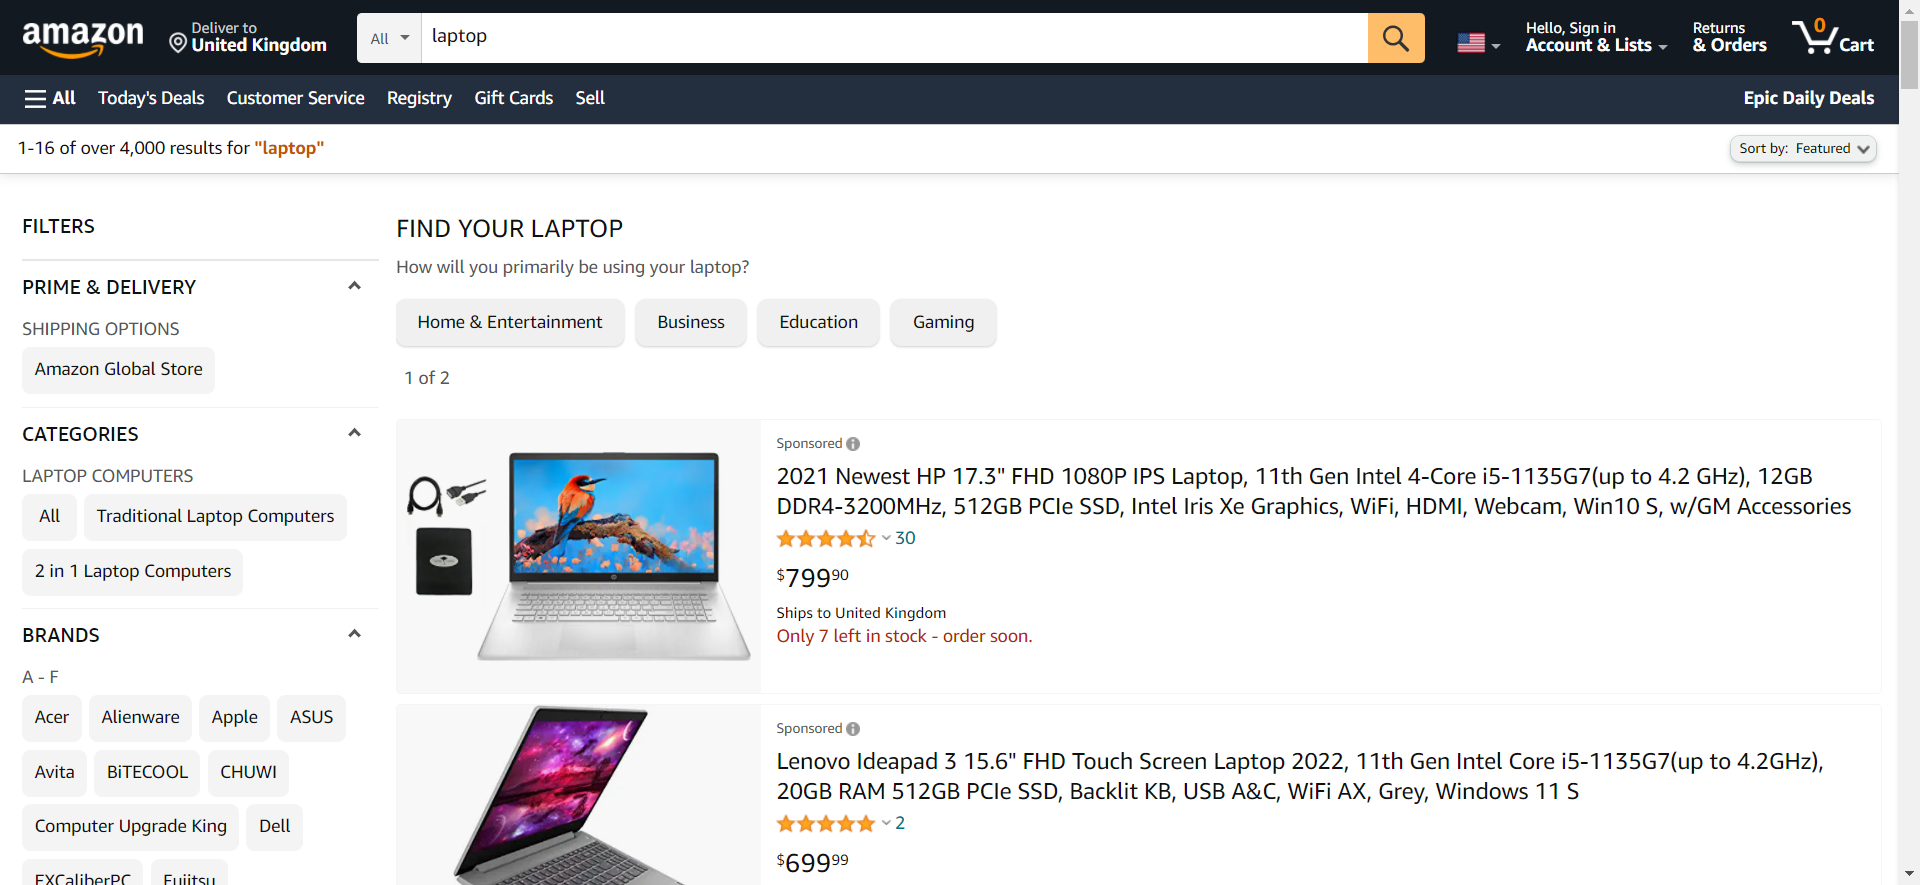 amazon
Deliver to
United Kingdom
All
laptop
Hello, Sign in
Account & Lists
Returns
& Orders
0
Cart
All
Today's Deals
Customer Service
Registry
Gift Cards
Sell
Epic Daily Deals
1-16 of over 4,000 results for "laptop"
Sort by: Featured
FILTERS
PRIME & DELIVERY
SHIPPING OPTIONS
Amazon Global Store
CATEGORIES
LAPTOP COMPUTERS
All
Traditional Laptop Computers
2 in 1 Laptop Computers
BRANDS
A - F
Acer
Alienware
Apple
ASUS
Avita
BiTECOOL
CHUWI
Computer Upgrade King
Dell
EXCaliberPC
Fujitsu
FIND YOUR LAPTOP
How will you primarily be using your laptop?
Home & Entertainment
Business
Education
Gaming
1 of 2
Sponsored
2021 Newest HP 17.3" FHD 1080P IPS Laptop, 11th Gen Intel 4-Core i5-1135G7(up to 4.2 GHz), 12GB
DDR4-3200MHz, 512GB PCIe SSD, Intel Iris Xe Graphics, WiFi, HDMI, Webcam, Win10 S, w/GM Accessories
30
$79990
Ships to United Kingdom
Only 7 left in stock - order soon.
Sponsored
Lenovo Ideapad 3 15.6" FHD Touch Screen Laptop 2022, 11th Gen Intel Core i5-1135G7(up to 4.2GHz),
20GB RAM 512GB PCIe SSD, Backlit KB, USB A&C, WiFi AX, Grey, Windows 11 S
2
$69999